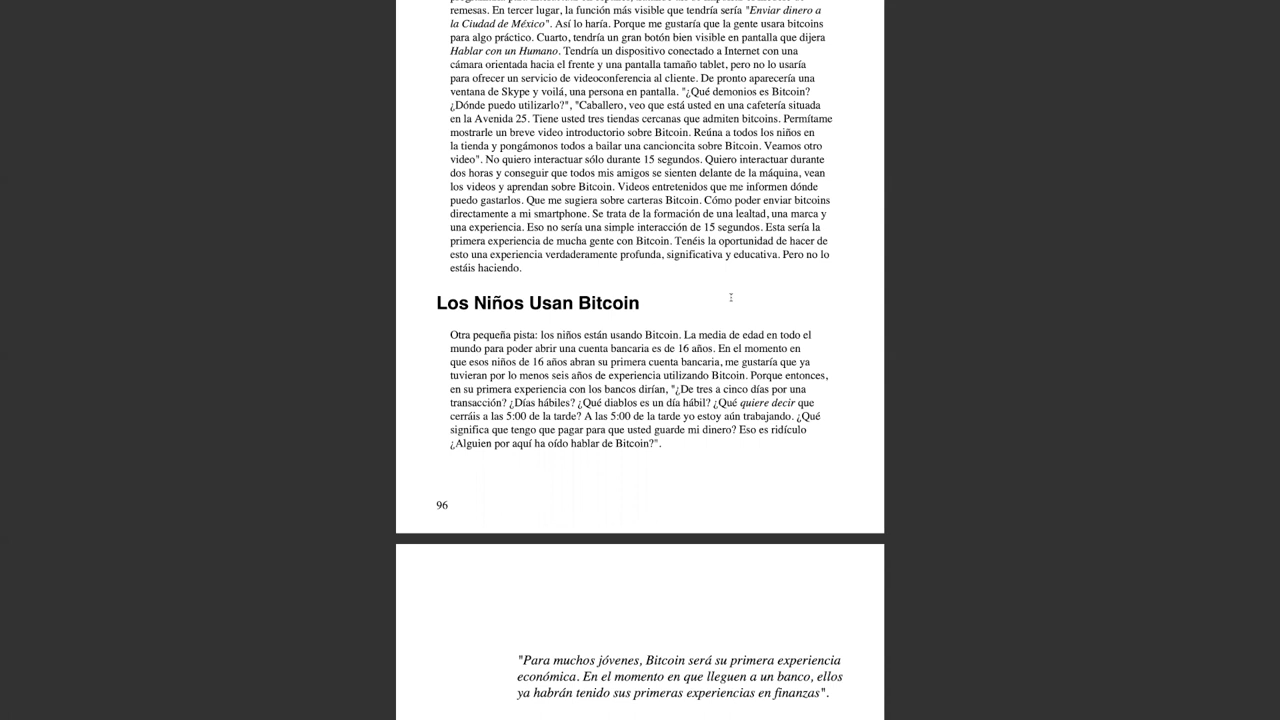 remesas. En tercer lugar, la función más visible que tendría sería "Enviar dinero a
la Ciudad de México". Así lo haría. Porque me gustaría que la gente usara bitcoins
para algo práctico. Cuarto, tendría un gran botón bien visible en pantalla que dijera
Hablar con un Humano. Tendría un dispositivo conectado a Internet con una
cámara orientada hacia el frente y una pantalla tamaño tablet, pero no lo usaría
para ofrecer un servicio de videoconferencia al cliente. De pronto aparecería una
ventana de Skype y voilá, una persona en pantalla. "¿Qué demonios es Bitcoin?
¿Dónde puedo utilizarlo?", "Caballero, veo que está usted en una cafetería situada
en la Avenida 25. Tiene usted tres tiendas cercanas que admiten bitcoins. Permítame
mostrarle un breve video introductorio sobre Bitcoin. Reúna a todos los niños en
la tienda y pongámonos todos a bailar una cancioncita sobre Bitcoin. Veamos otro
video". No quiero interactuar sólo durante 15 segundos. Quiero interactuar durante
dos horas y conseguir que todos mis amigos se sienten delante de la máquina, vean
los videos y aprendan sobre Bitcoin. Videos entretenidos que me informen dónde
puedo gastarlos. Que me sugiera sobre carteras Bitcoin. Cómo poder enviar bitcoins
directamente a mi smartphone. Se trata de la formación de una lealtad, una marca y
una experiencia. Eso no sería una simple interacción de 15 segundos. Esta sería la
primera experiencia de mucha gente con Bitcoin. Tenéis la oportunidad de hacer de
esto una experiencia verdaderamente profunda, significativa y educativa. Pero no lo
estáis haciendo.
Los Niños Usan Bitcoin
Otra pequeña pista: los niños están usando Bitcoin. La media de edad en todo el
mundo para poder abrir una cuenta bancaria es de 16 años. En el momento en
que esos niños de 16 años abran su primera cuenta bancaria, me gustaría que ya
tuvieran por lo menos seis años de experiencia utilizando Bitcoin. Porque entonces,
en su primera experiencia con los bancos dirían, "¿De tres a cinco días por una
transacción? ¿Días hábiles? ¿Qué diablos es un día hábil? ¿Qué quiere decir que
cerráis a las 5:00 de la tarde? A las 5:00 de la tarde yo estoy aún trabajando. ¿Qué
significa que tengo que pagar para que usted guarde mi dinero? Eso es ridículo
¿Alguien por aquí ha oído hablar de Bitcoin?".
96
"Para muchos jóvenes, Bitcoin será su primera experiencia
económica. En el momento en que lleguen a un banco, ellos
ya habrán tenido sus primeras experiencias en finanzas".